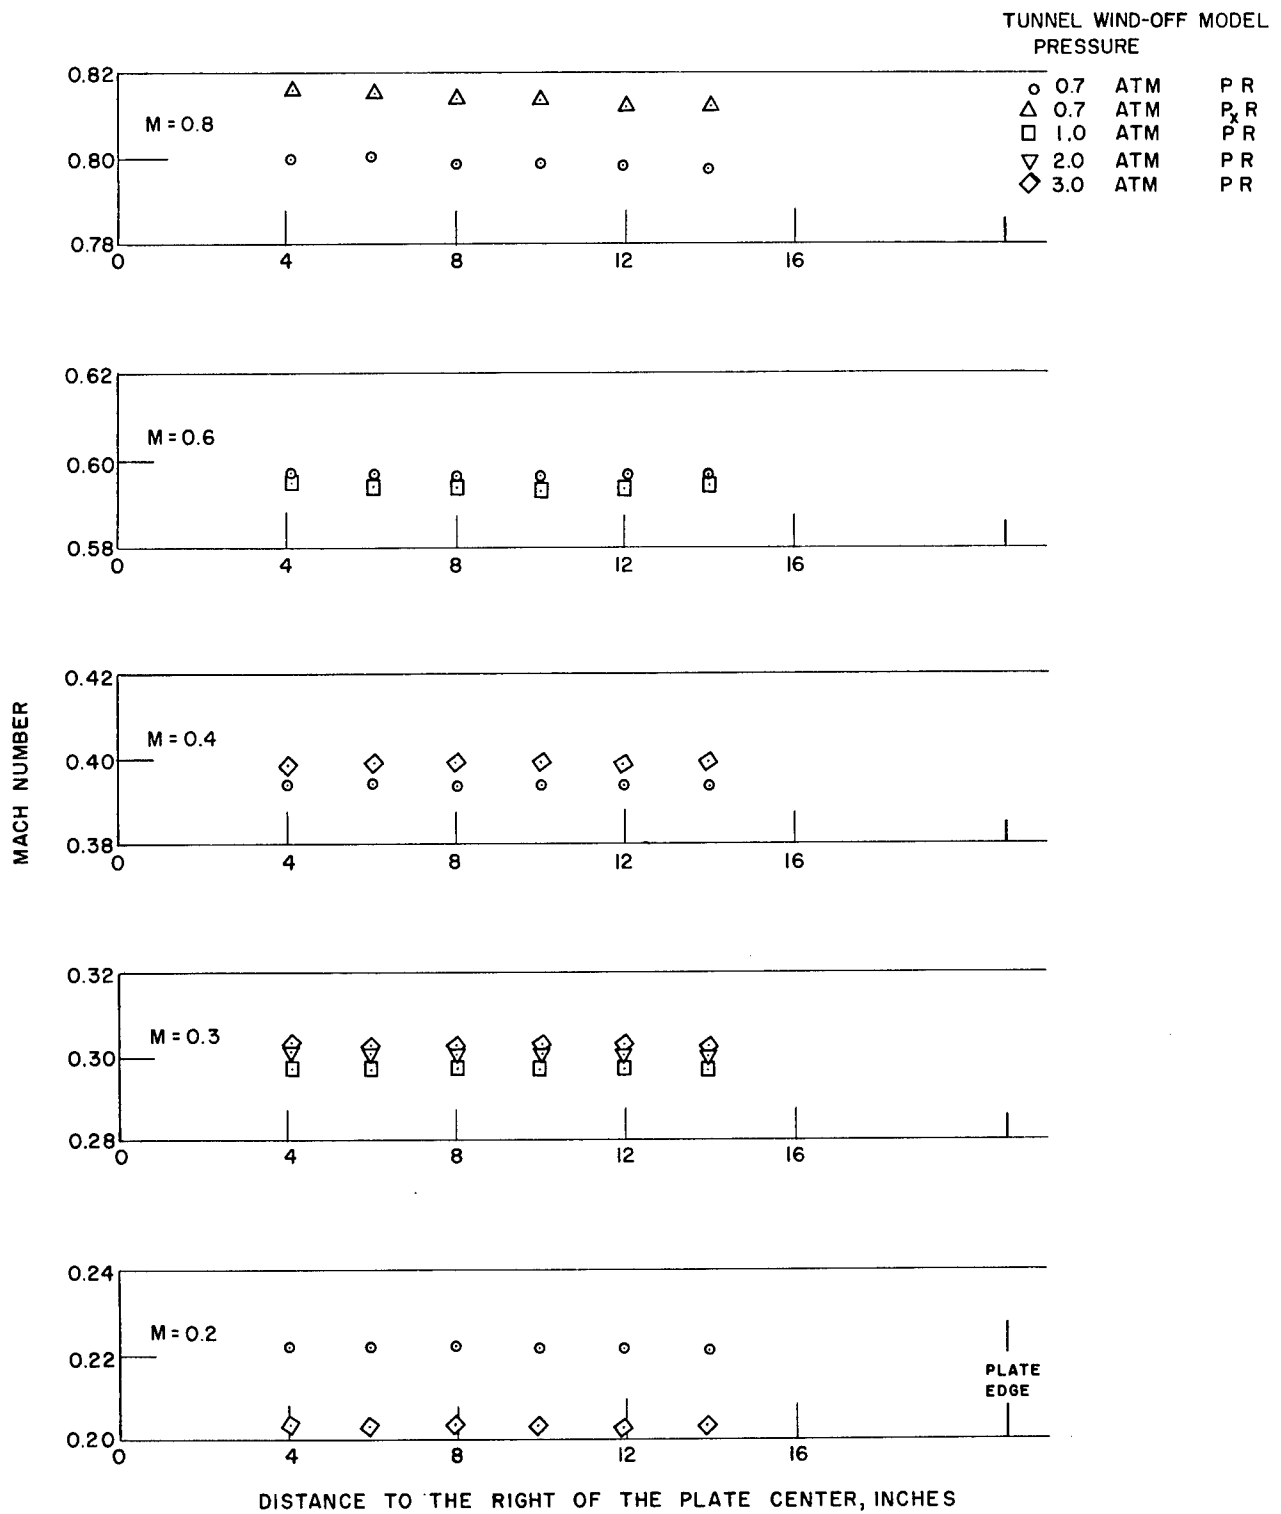 TUNNEL WIND-OFF MODEL
PRESSURE
0.7 ATM P R
0.7 ATM PₓR
1.0 ATM P R
2.0 ATM P R
3.0 ATM P R
0.82
M = 0.8
0.80
0.78
0 4 8 12 16
0.62
M = 0.6
0.60
0.58
0 4 8 12 16
0.42
M = 0.4
0.40
0.38
0 4 8 12 16
MACH NUMBER
0.32
M = 0.3
0.30
0.28
0 4 8 12 16
0.24
M = 0.2
0.22
PLATE
EDGE
0.20
0 4 8 12 16
DISTANCE TO THE RIGHT OF THE PLATE CENTER, INCHES